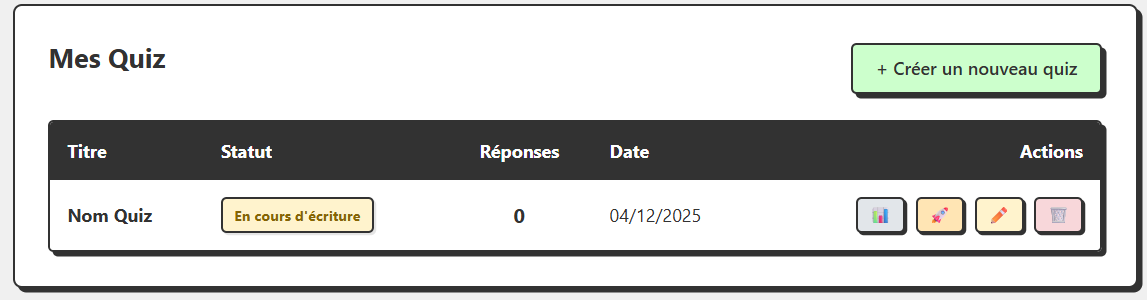 Mes Quiz
+ Créer un nouveau quiz
Titre Statut Réponses Date Actions
Nom Quiz En cours d'écriture 0 04/12/2025